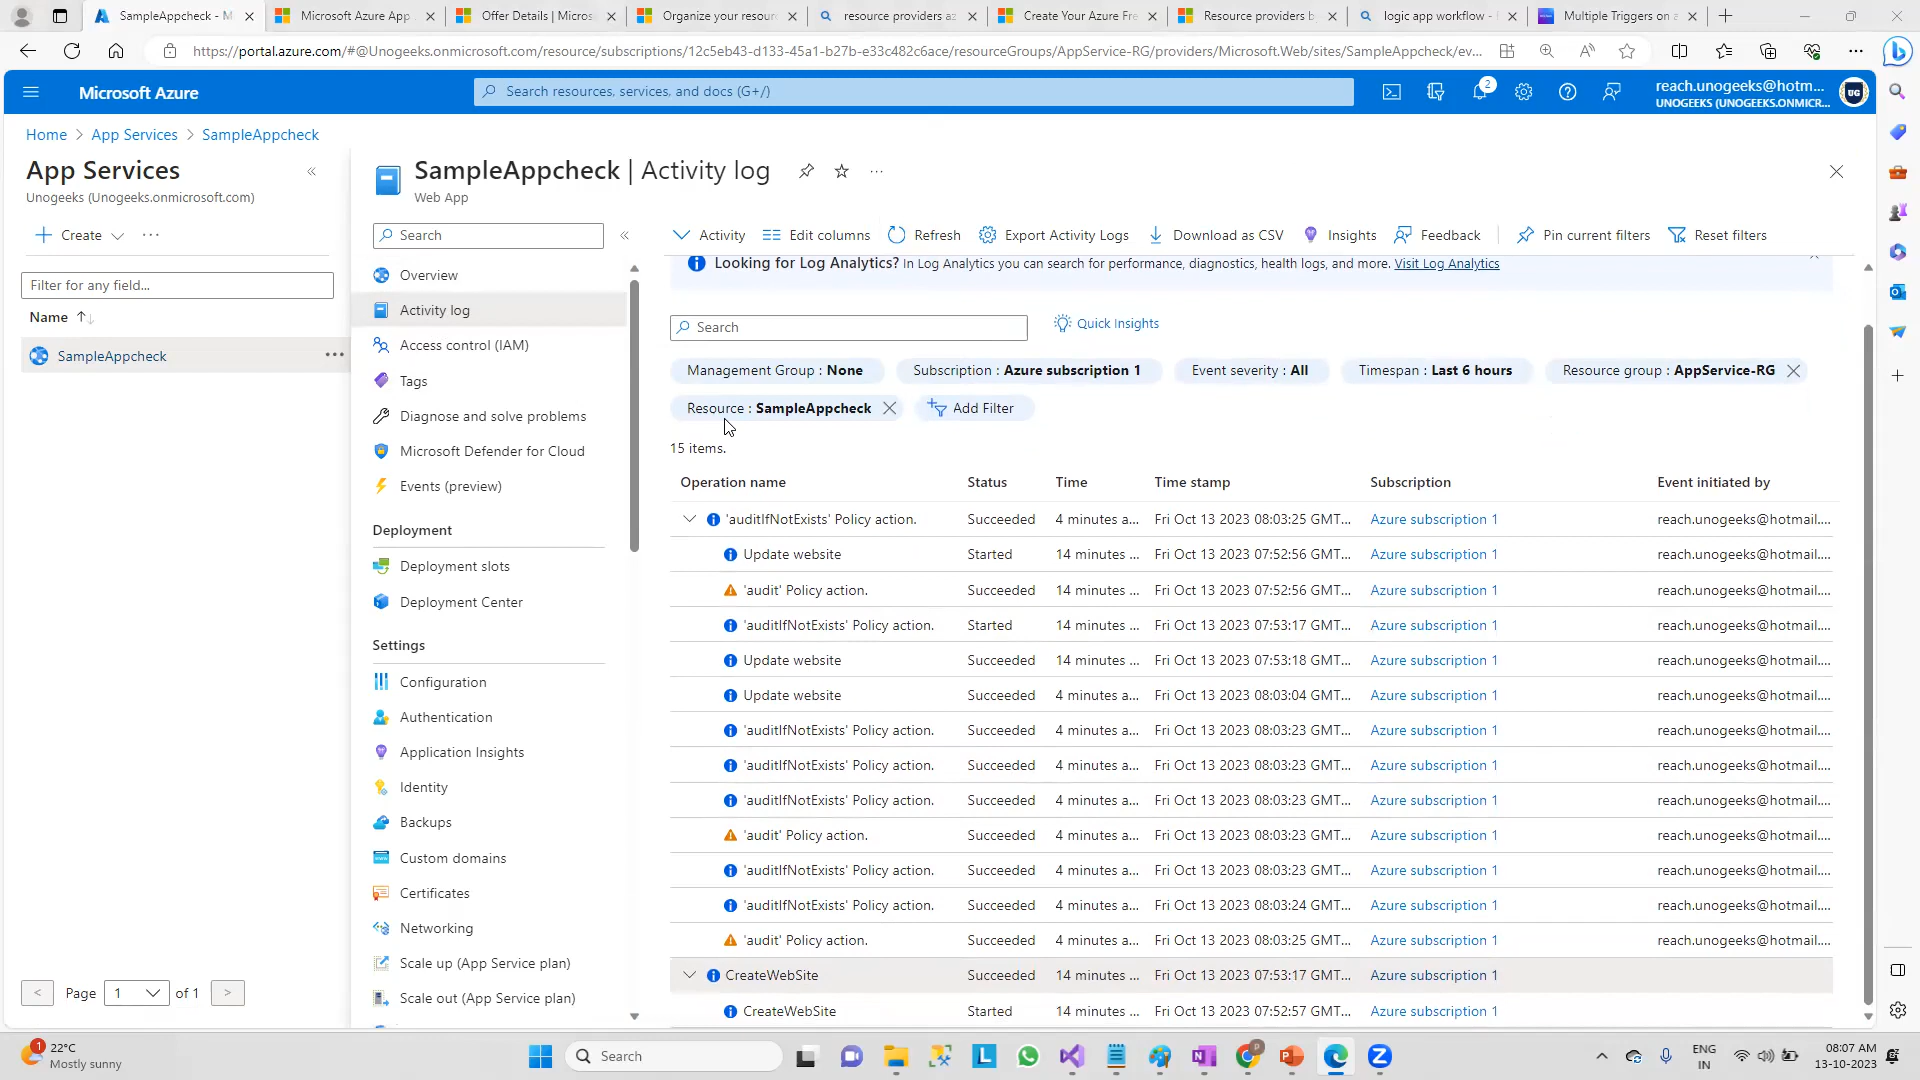 SampleAppcheck - M
Microsoft Azure App
Offer Details | Micros
Organize your resour
resource providers az
Create Your Azure Fre
Resource providers b
logic app workflow -
Multiple Triggers on a
https://portal.azure.com/#@Unogeeks.onmicrosoft.com/resource/subscriptions/12c5eb43-d133-45a1-b27b-e33c482c6ace/resourceGroups/AppService-RG/providers/Microsoft.Web/sites/SampleAppcheck/ev...
Microsoft Azure
Search resources, services, and docs (G+/)
2
reach.unogeeks@hotm...
UNOGEEKS (UNOGEEKS.ONMICR...
UG
Home > App Services > SampleAppcheck
App Services
Unogeeks (Unogeeks.onmicrosoft.com)
Create
Filter for any field...
Name
SampleAppcheck
< Page 1 of 1 >
SampleAppcheck | Activity log
Web App
Search
Overview
Activity log
Access control (IAM)
Tags
Diagnose and solve problems
Microsoft Defender for Cloud
Events (preview)
Deployment
Deployment slots
Deployment Center
Settings
Configuration
Authentication
Application Insights
Identity
Backups
Custom domains
Certificates
Networking
Scale up (App Service plan)
Scale out (App Service plan)
Activity Edit columns Refresh Export Activity Logs Download as CSV Insights Feedback Pin current filters Reset filters
Looking for Log Analytics? In Log Analytics you can search for performance, diagnostics, health logs, and more. Visit Log Analytics
Search Quick Insights
Management Group : None Subscription : Azure subscription 1 Event severity : All Timespan : Last 6 hours Resource group : AppService-RG
Resource : SampleAppcheck Add Filter
15 items.
Operation name Status Time Time stamp Subscription Event initiated by
'auditIfNotExists' Policy action. Succeeded 4 minutes a... Fri Oct 13 2023 08:03:25 GMT... Azure subscription 1 reach.unogeeks@hotmail....
Update website Started 14 minutes ... Fri Oct 13 2023 07:52:56 GMT... Azure subscription 1 reach.unogeeks@hotmail....
'audit' Policy action. Succeeded 14 minutes ... Fri Oct 13 2023 07:52:56 GMT... Azure subscription 1 reach.unogeeks@hotmail....
'auditIfNotExists' Policy action. Started 14 minutes ... Fri Oct 13 2023 07:53:17 GMT... Azure subscription 1 reach.unogeeks@hotmail....
Update website Succeeded 14 minutes ... Fri Oct 13 2023 07:53:18 GMT... Azure subscription 1 reach.unogeeks@hotmail....
Update website Succeeded 4 minutes a... Fri Oct 13 2023 08:03:04 GMT... Azure subscription 1 reach.unogeeks@hotmail....
'auditIfNotExists' Policy action. Succeeded 4 minutes a... Fri Oct 13 2023 08:03:23 GMT... Azure subscription 1 reach.unogeeks@hotmail....
'auditIfNotExists' Policy action. Succeeded 4 minutes a... Fri Oct 13 2023 08:03:23 GMT... Azure subscription 1 reach.unogeeks@hotmail....
'auditIfNotExists' Policy action. Succeeded 4 minutes a... Fri Oct 13 2023 08:03:23 GMT... Azure subscription 1 reach.unogeeks@hotmail....
'audit' Policy action. Succeeded 4 minutes a... Fri Oct 13 2023 08:03:23 GMT... Azure subscription 1 reach.unogeeks@hotmail....
'auditIfNotExists' Policy action. Succeeded 4 minutes a... Fri Oct 13 2023 08:03:23 GMT... Azure subscription 1 reach.unogeeks@hotmail....
'auditIfNotExists' Policy action. Succeeded 4 minutes a... Fri Oct 13 2023 08:03:24 GMT... Azure subscription 1 reach.unogeeks@hotmail....
'audit' Policy action. Succeeded 4 minutes a... Fri Oct 13 2023 08:03:25 GMT... Azure subscription 1 reach.unogeeks@hotmail....
CreateWebSite Succeeded 14 minutes ... Fri Oct 13 2023 07:53:17 GMT... Azure subscription 1
CreateWebSite Started 14 minutes ... Fri Oct 13 2023 07:52:57 GMT... Azure subscription 1
1
22°C
Mostly sunny
Search
ENG
IN
08:07 AM
13-10-2023